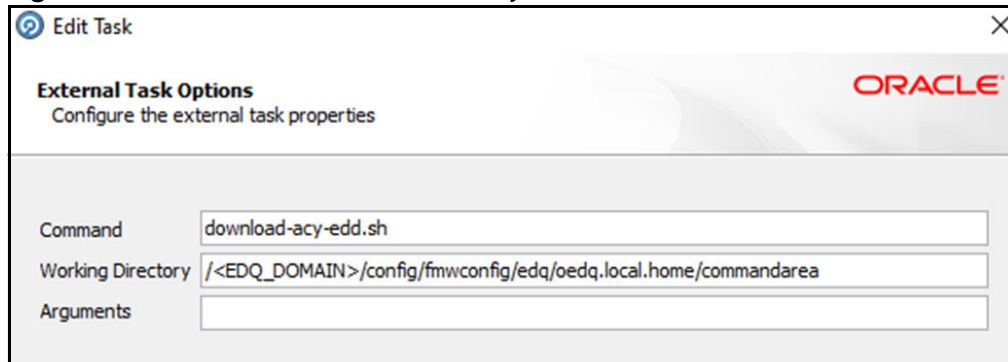 Edit Task
External Task Options
Configure the external task properties
ORACLE
Command download-acy-edd.sh
Working Directory /<EDQ_DOMAIN>/config/fmwconfig/edq/oedq.local.home/commandarea
Arguments